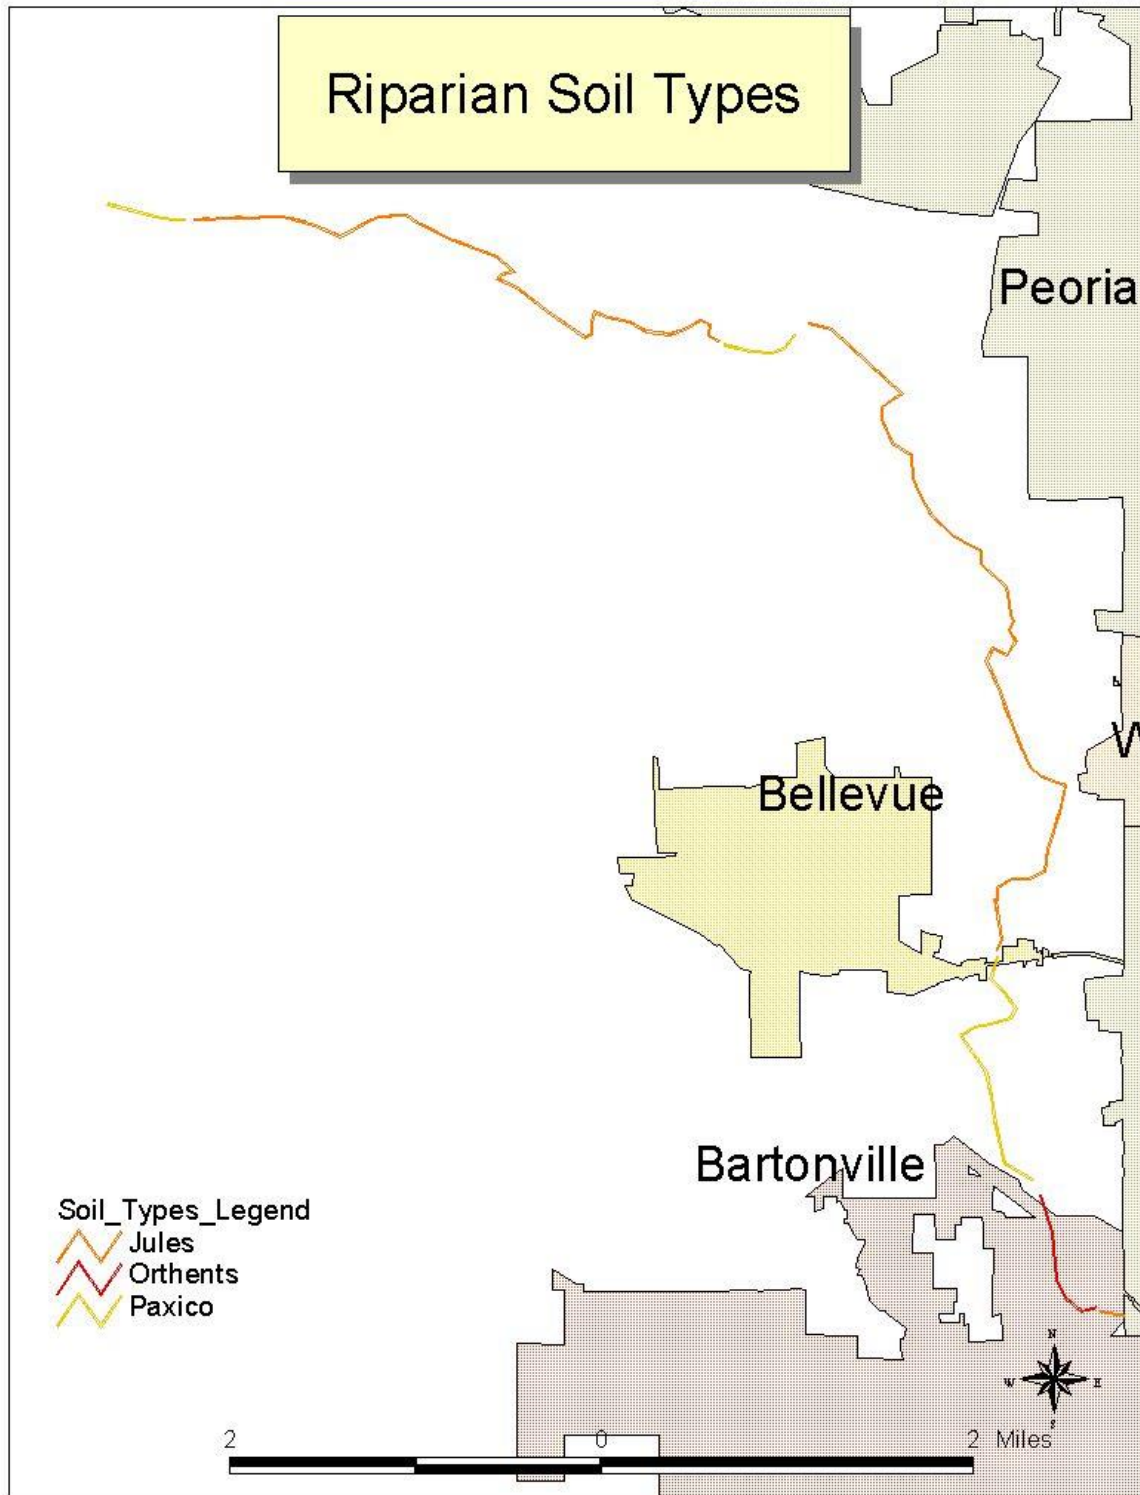 Riparian Soil Types
Peoria
W
Bellevue
Bartonville
Soil_Types_Legend
Jules
Orthents
Paxico
N
W E
S
2 0 2 Miles